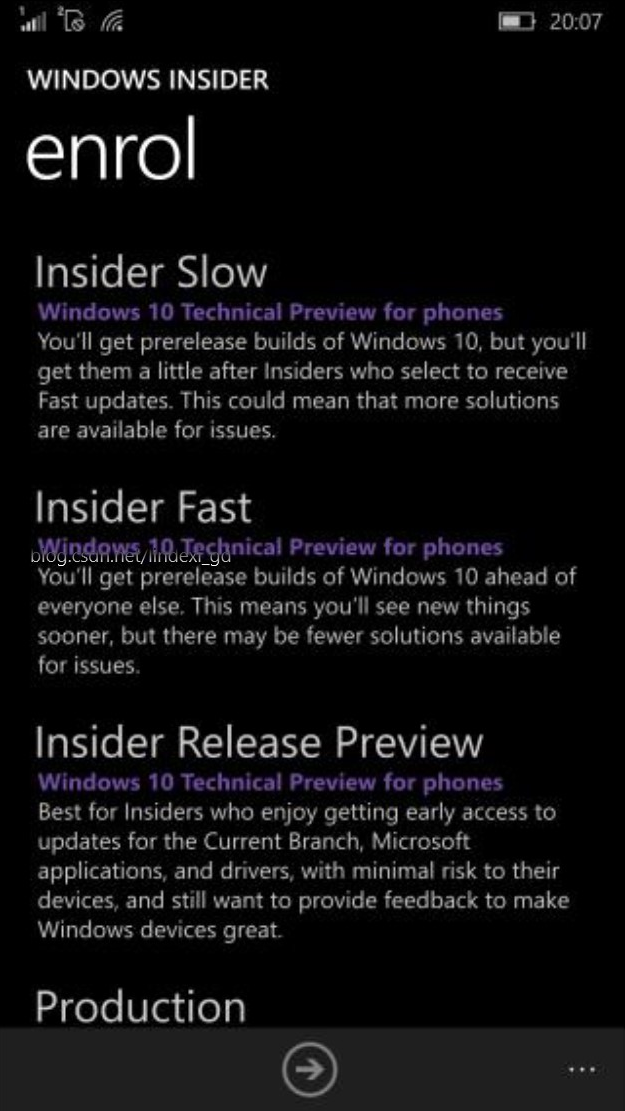 1 2 20:07
WINDOWS INSIDER
enrol
Insider Slow
Windows 10 Technical Preview for phones
You'll get prerelease builds of Windows 10, but you'll
get them a little after Insiders who select to receive
Fast updates. This could mean that more solutions
are available for issues.
Insider Fast
Windows 10 Technical Preview for phones
blog.csdn.net/lindexi_gd
You'll get prerelease builds of Windows 10 ahead of
everyone else. This means you'll see new things
sooner, but there may be fewer solutions available
for issues.
Insider Release Preview
Windows 10 Technical Preview for phones
Best for Insiders who enjoy getting early access to
updates for the Current Branch, Microsoft
applications, and drivers, with minimal risk to their
devices, and still want to provide feedback to make
Windows devices great.
Production